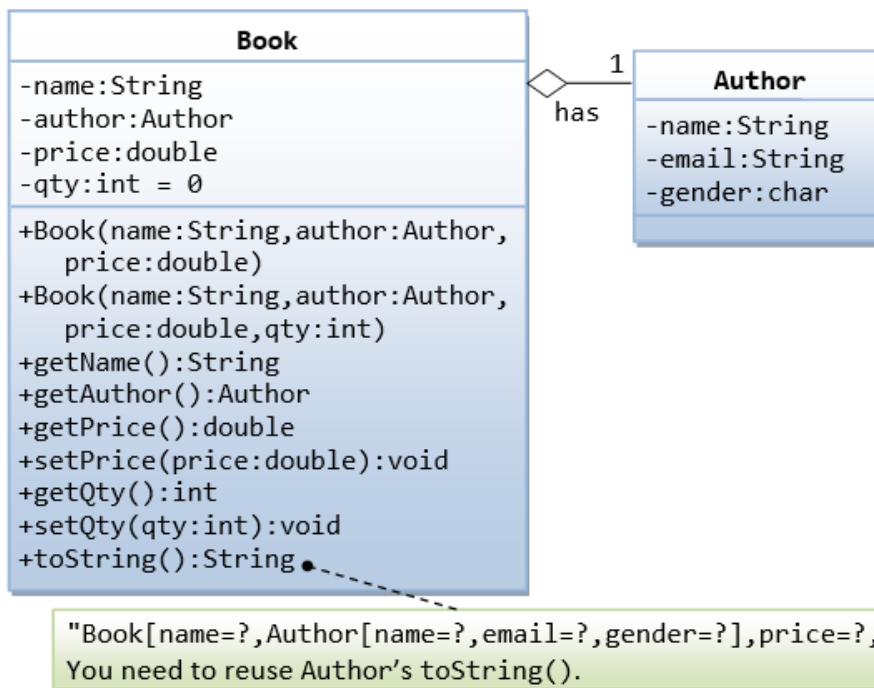 Book
-name:String
-author:Author
-price:double
-qty:int = 0
+Book(name:String,author:Author,
price:double)
+Book(name:String,author:Author,
price:double,qty:int)
+getName():String
+getAuthor():Author
+getPrice():double
+setPrice(price:double):void
+getQty():int
+setQty(qty:int):void
+toString():String
1
has
Author
-name:String
-email:String
-gender:char
"Book[name=?,Author[name=?,email=?,gender=?],price=?,
You need to reuse Author's toString().